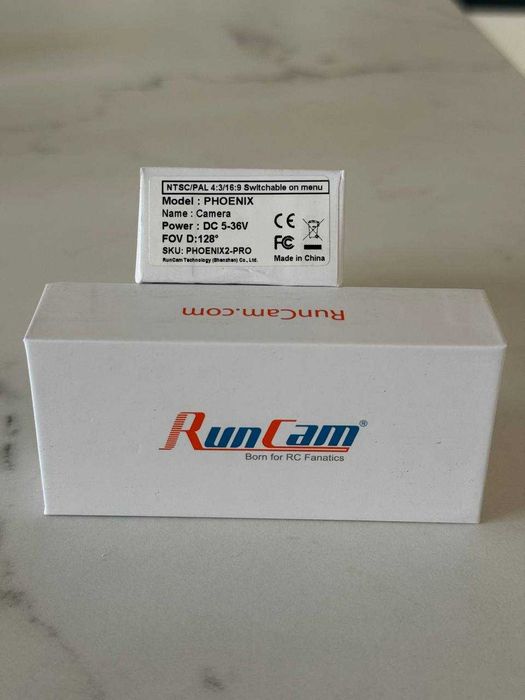 NTSC/PAL 4:3/16:9 Switchable on menu
Model : PHOENIX
Name : Camera
Power : DC 5-36V
FOV D:128°
SKU: PHOENIX2-PRO
RunCam Technology (Shenzhen) Co., Ltd.
CE
FC
Made in China
RunCam.com
RunCam®
Born for RC Fanatics